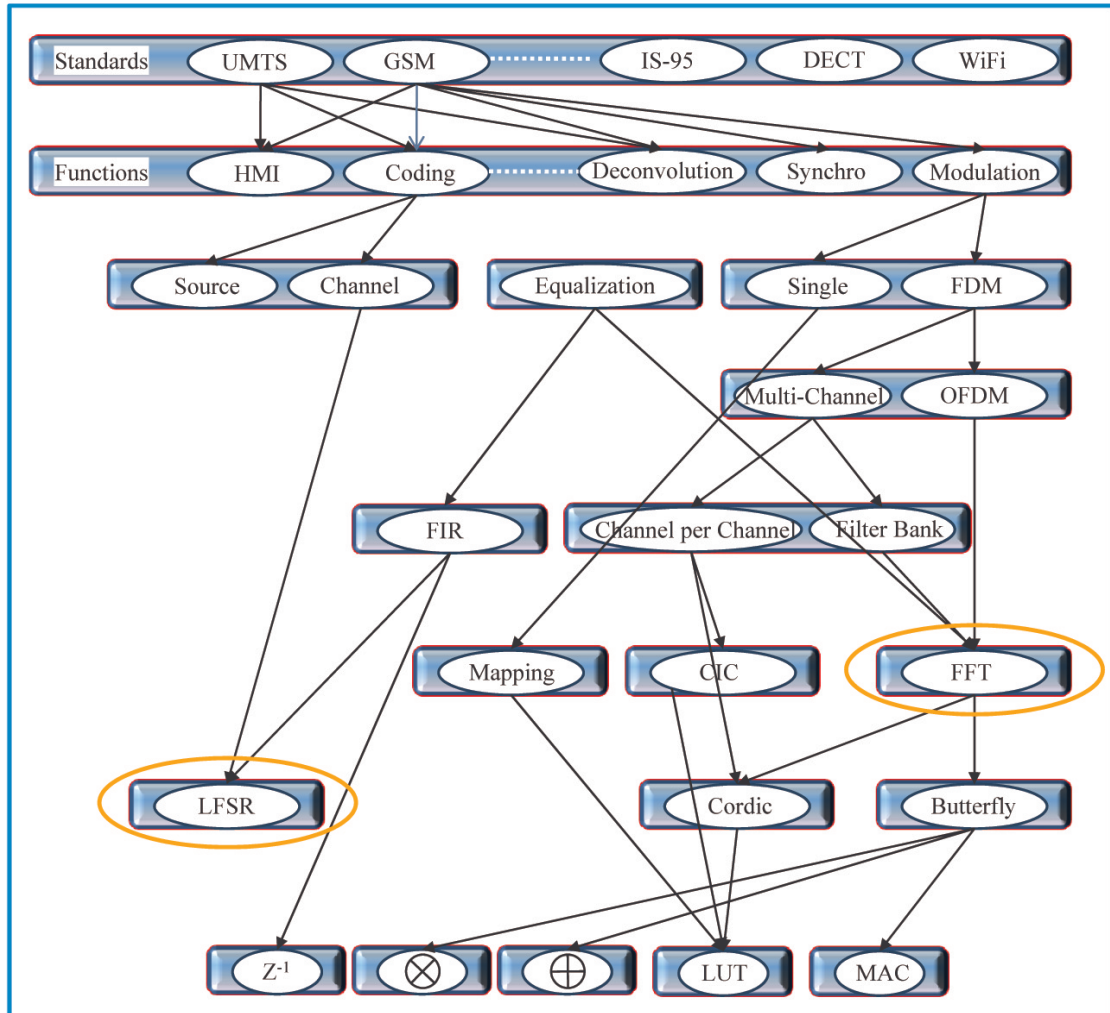 Standards UMTS GSM IS-95 DECT WiFi
Functions HMI Coding Deconvolution Synchro Modulation
Source Channel Equalization Single FDM
Multi-Channel OFDM
FIR Channel per Channel Filter Bank
Mapping CIC FFT
LFSR Cordic Butterfly
Z⁻¹ ⊗ ⊕ LUT MAC